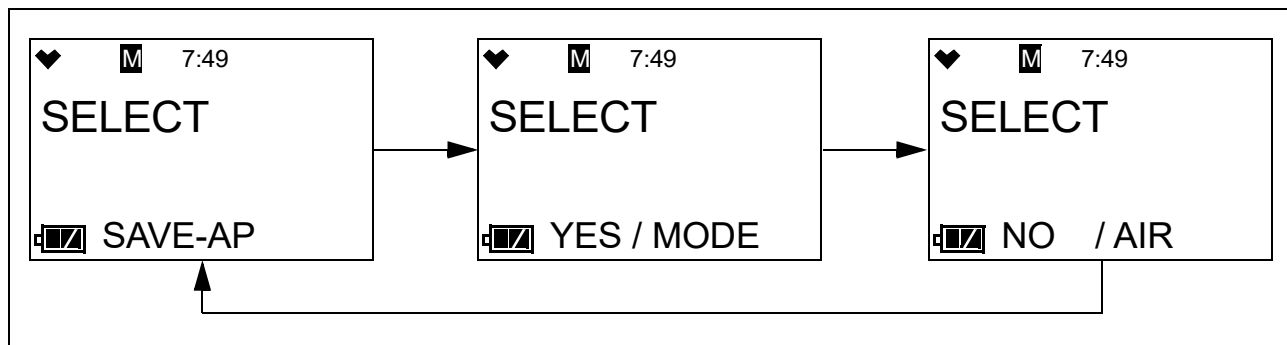 M 7:49
SELECT
SAVE-AP
M 7:49
SELECT
YES / MODE
M 7:49
SELECT
NO / AIR